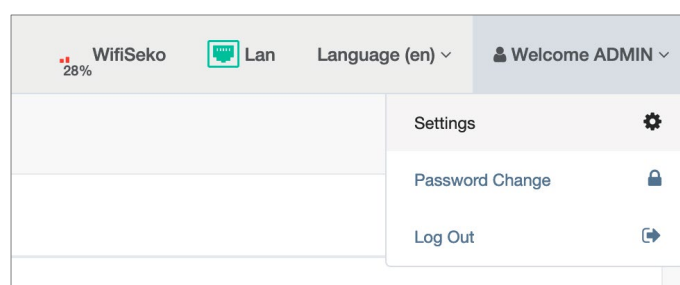 WifiSeko Lan Language (en) Welcome ADMIN
28%
Settings
Password Change
Log Out